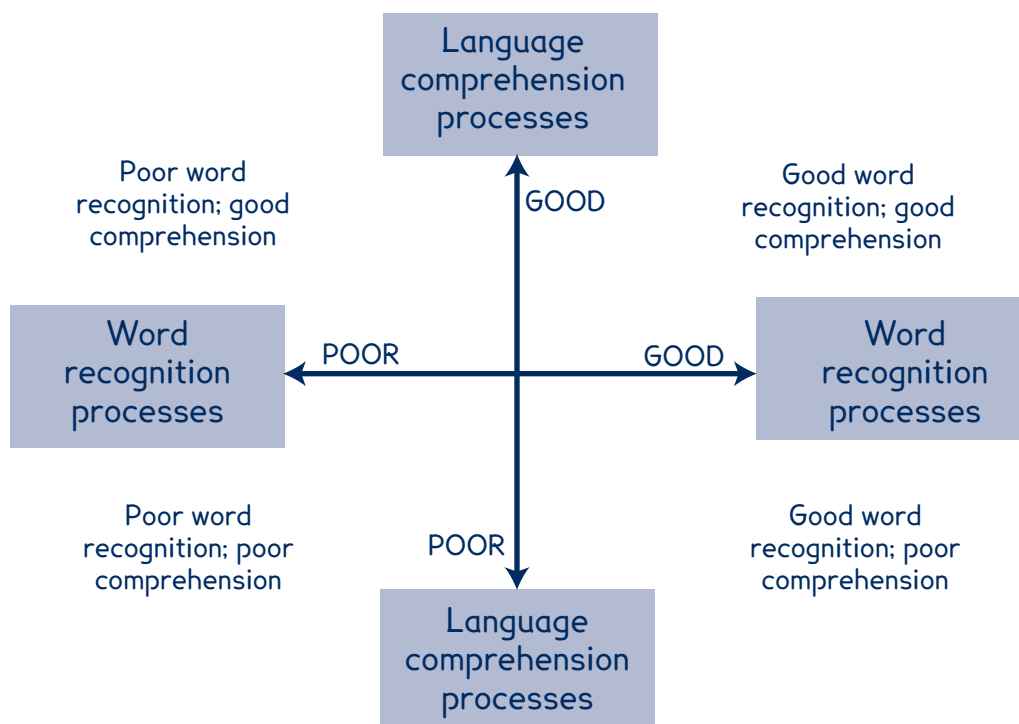 Language
comprehension
processes
Poor word
recognition; good
comprehension
GOOD
Good word
recognition; good
comprehension
Word
recognition
processes
POOR
GOOD
Word
recognition
processes
Poor word
recognition; poor
comprehension
POOR
Good word
recognition; poor
comprehension
Language
comprehension
processes